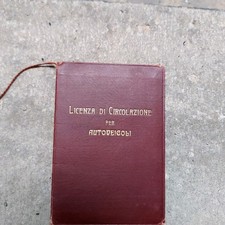 LICENZA DI CIRCOLAZIONE
PER
AUTOVEICOLI